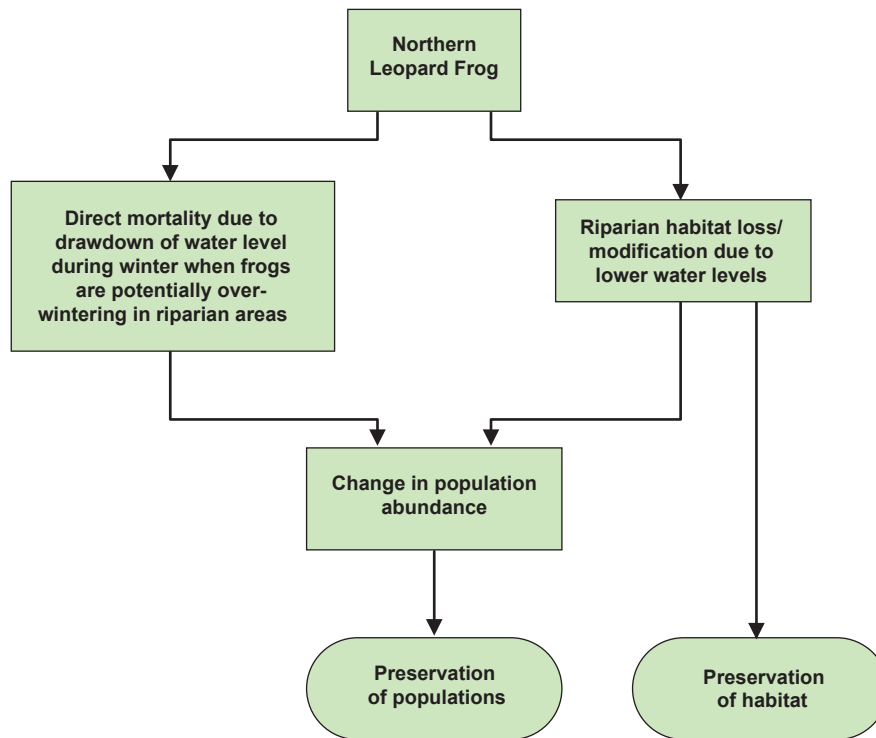 Northern
Leopard Frog
Direct mortality due to
drawdown of water level
during winter when frogs
are potentially over-
wintering in riparian areas
Riparian habitat loss/
modification due to
lower water levels
Change in population
abundance
Preservation
of populations
Preservation
of habitat